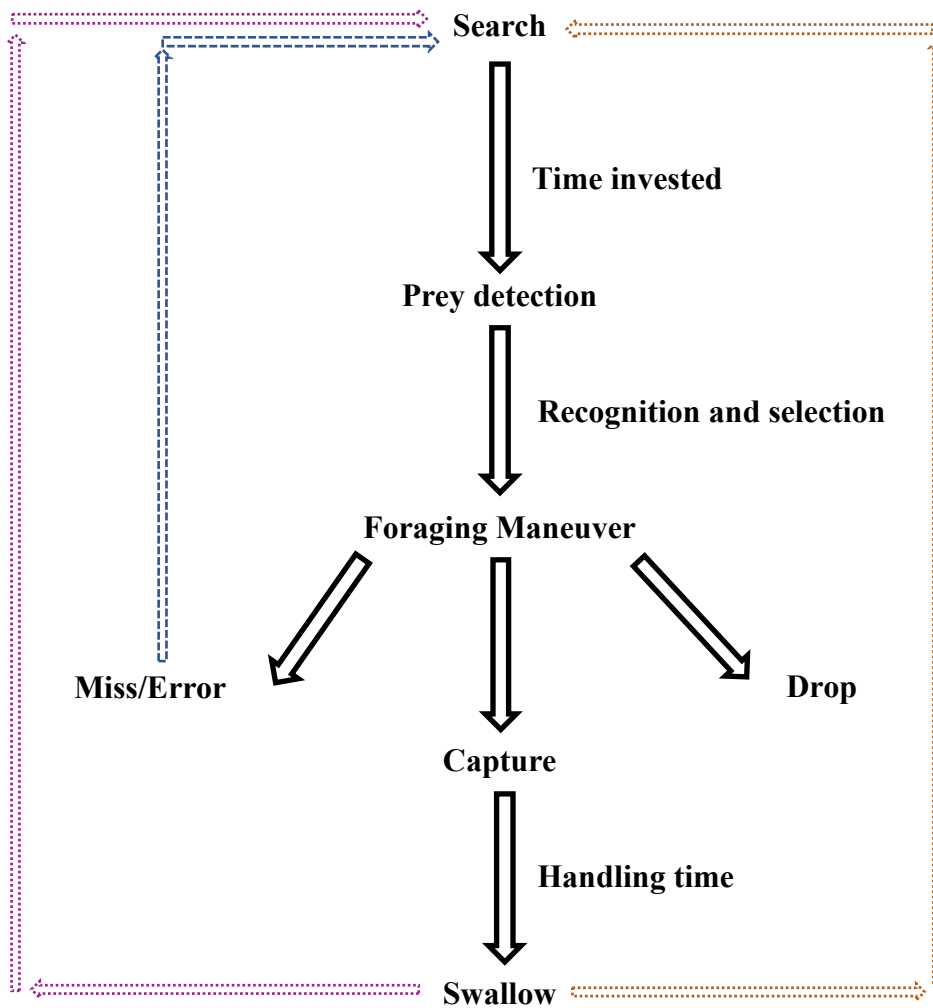 Search
Time invested
Prey detection
Recognition and selection
Foraging Maneuver
Miss/Error
Drop
Capture
Handling time
Swallow